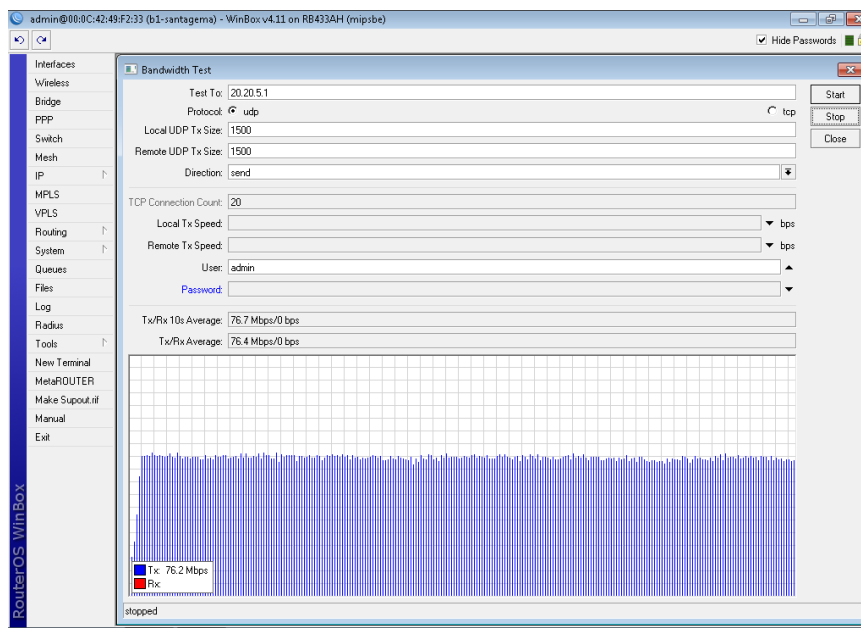 admin@00:0C:42:49:F2:33 (b1-santagema) - WinBox v4.11 on RB433AH (mipsbe)
Hide Passwords
Interfaces
Wireless
Bridge
PPP
Switch
Mesh
IP
MPLS
VPLS
Routing
System
Queues
Files
Log
Radius
Tools
New Terminal
MetaROUTER
Make Supout.rif
Manual
Exit
RouterOS WinBox
Bandwidth Test
Test To: 20.20.5.1
Protocol: udp tcp
Local UDP Tx Size: 1500
Remote UDP Tx Size: 1500
Direction: send
TCP Connection Count: 20
Local Tx Speed: bps
Remote Tx Speed: bps
User: admin
Password:
Tx/Rx 10s Average: 76.7 Mbps/0 bps
Tx/Rx Average: 76.4 Mbps/0 bps
Tx: 76.2 Mbps
Rx:
stopped
Start
Stop
Close